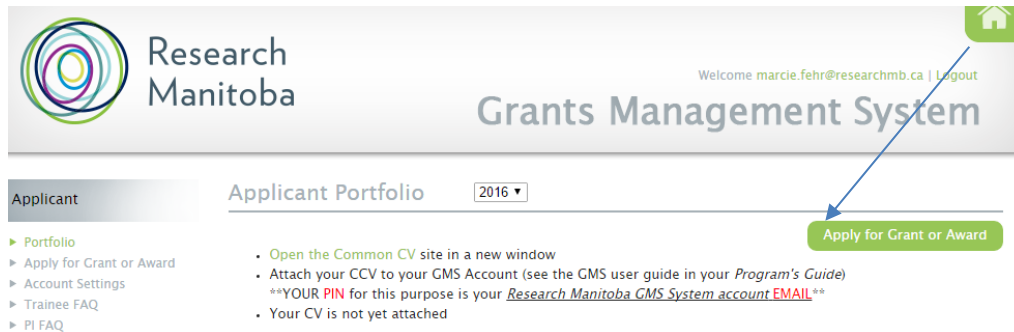 Research
Manitoba
Welcome marcie.fehr@researchmb.ca | Logout
Grants Management System
Applicant
▶ Portfolio
▶ Apply for Grant or Award
▶ Account Settings
▶ Trainee FAQ
▶ PI FAQ
Applicant Portfolio 2016 ▼
Apply for Grant or Award
• Open the Common CV site in a new window
• Attach your CCV to your GMS Account (see the GMS user guide in your Program's Guide)
**YOUR PIN for this purpose is your Research Manitoba GMS System account EMAIL**
• Your CV is not yet attached